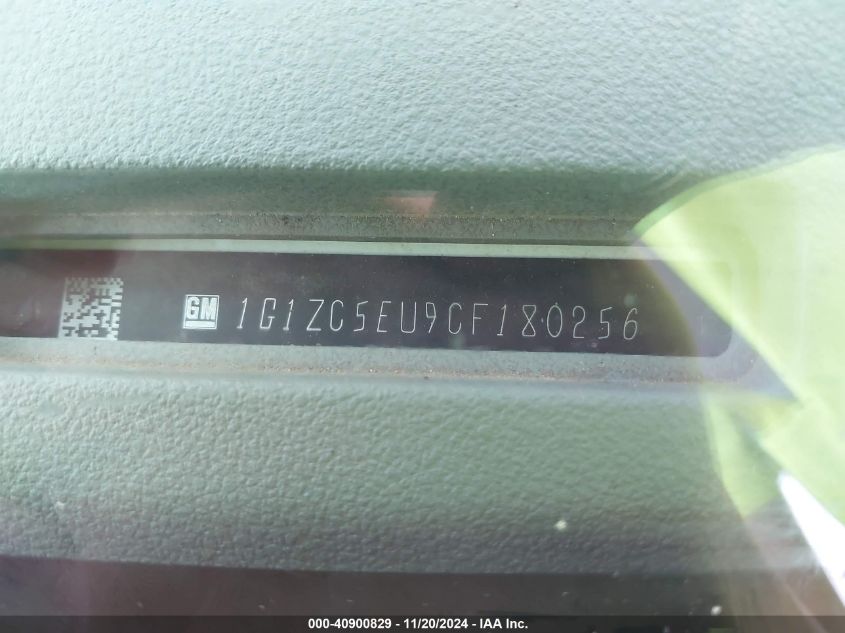 GM 1G1ZC5EU9CF180256
000-40900829 - 11/20/2024 - IAA Inc.